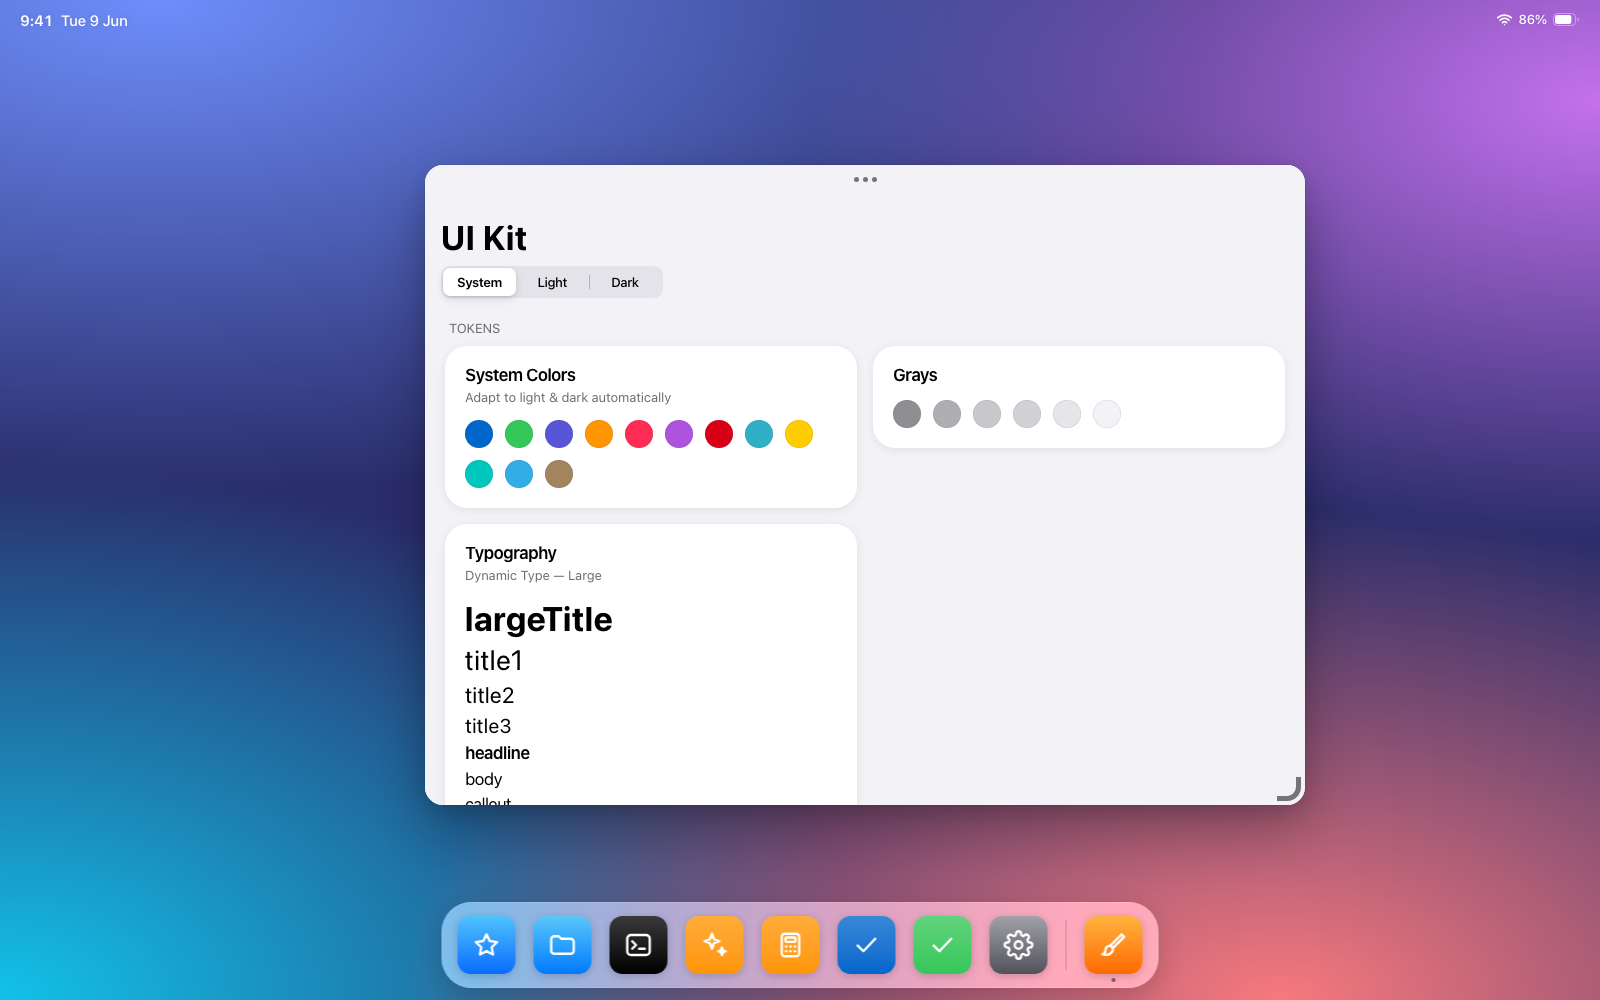 9:41 Tue 9 Jun
86%
UI Kit
System Light Dark
TOKENS
System Colors
Adapt to light & dark automatically
Grays
Typography
Dynamic Type — Large
largeTitle
title1
title2
title3
headline
body
callout